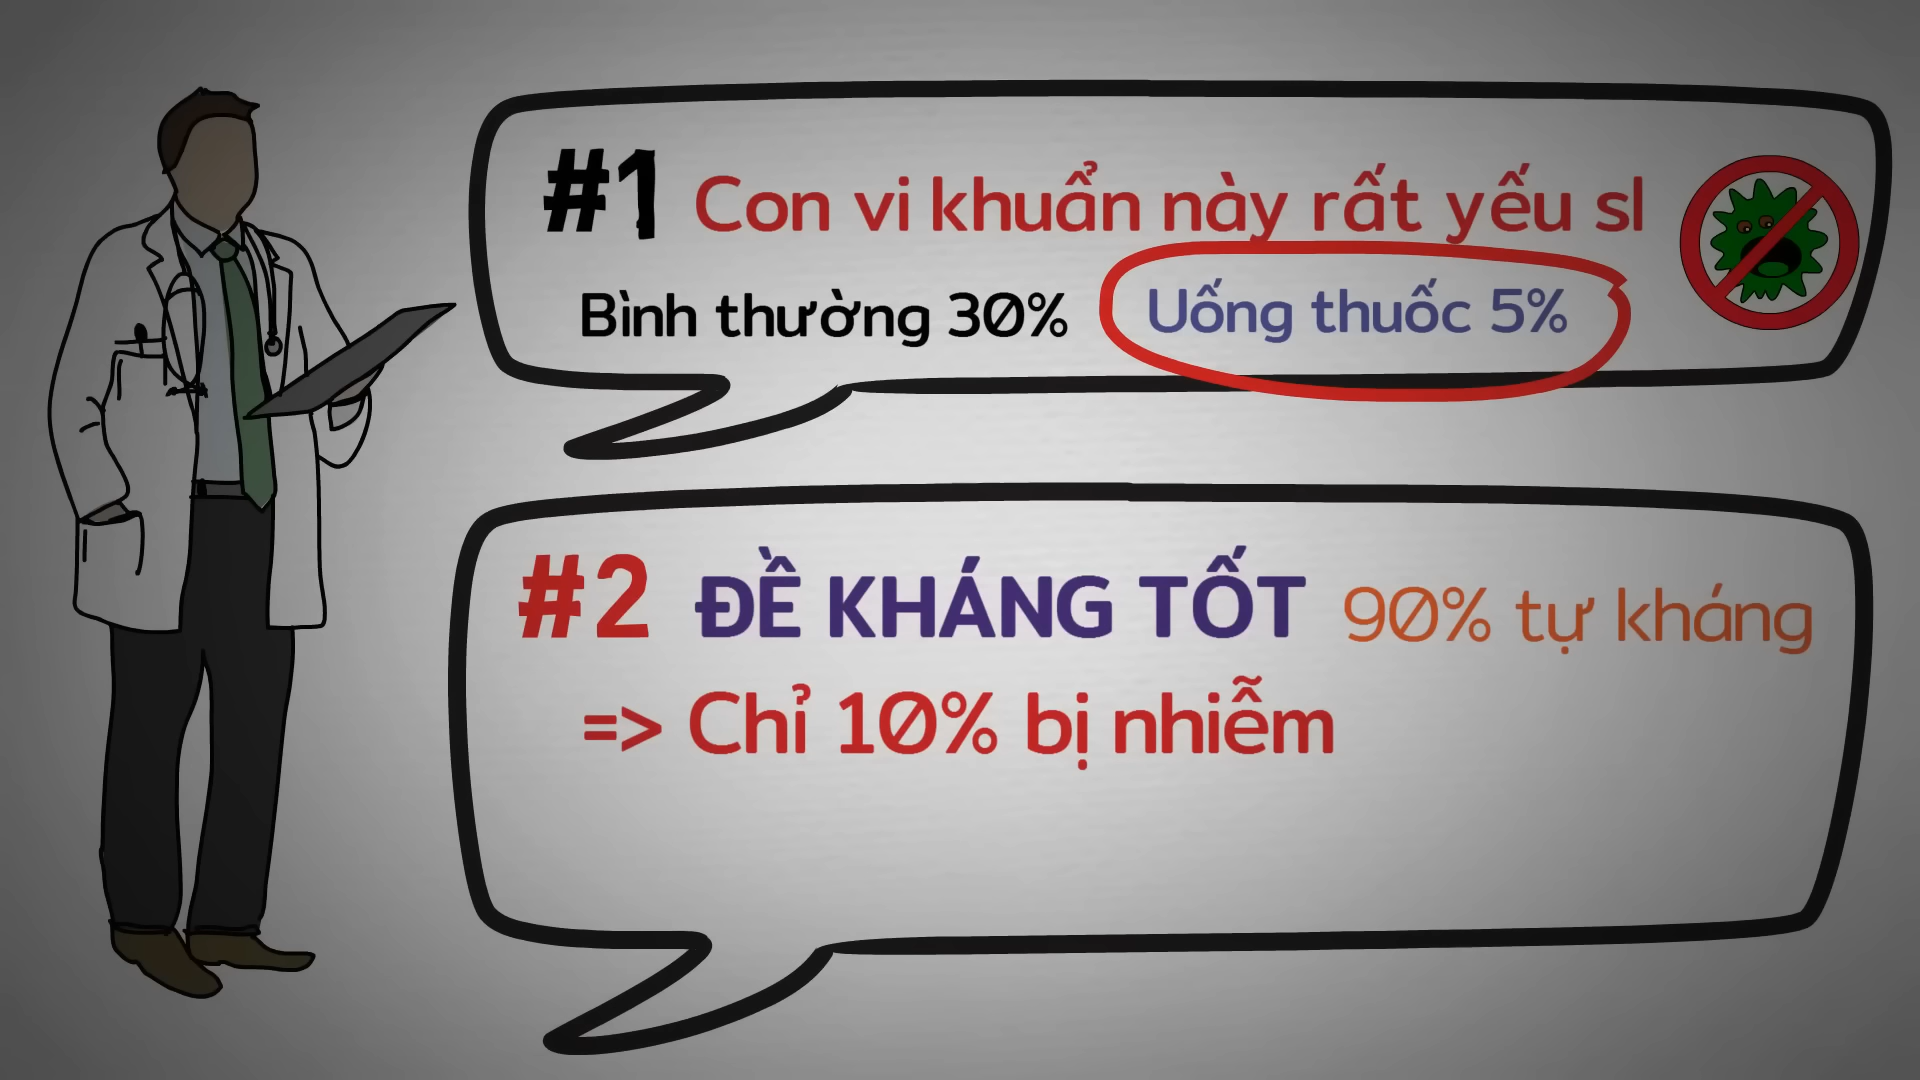 #1 Con vi khuẩn này rất yếu sl
Bình thường 30% Uống thuốc 5%
#2 ĐỀ KHÁNG TỐT 90% tự kháng
=> Chỉ 10% bị nhiễm